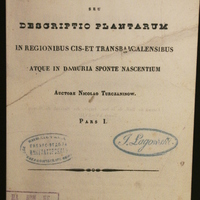 SEU
DESCRIPTIO PLANTARUM
IN REGIONIBUS CIS-ET TRANSBAICALENSIBUS
ATQUE IN DAHURIA SPONTE NASCENTIUM
AUCTORE NICOLAO TURCZANINOW.
PARS I.